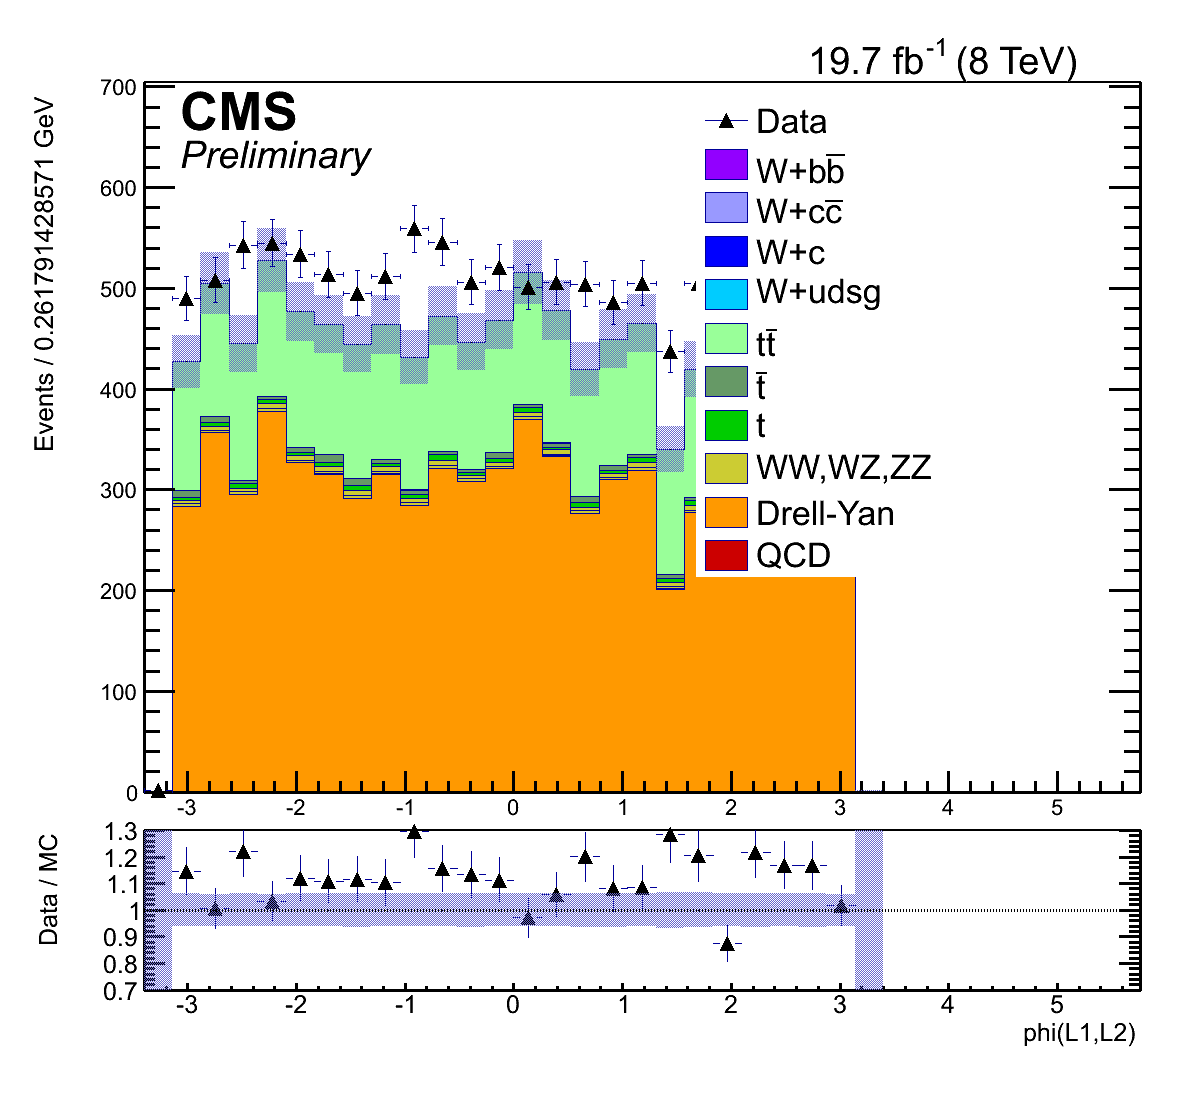 19.7 fb⁻¹ (8 TeV)
CMS
Preliminary
Events / 0.261791428571 GeV
700
600
500
400
300
200
100
0
-3 -2 -1 0 1 2 3 4 5
Data
W+bb̅
W+cc̅
W+c
W+udsg
tt̅
t̅
t
WW,WZ,ZZ
Drell-Yan
QCD
Data / MC
1.3
1.2
1.1
1
0.9
0.8
0.7
-3 -2 -1 0 1 2 3 4 5
phi(L1,L2)